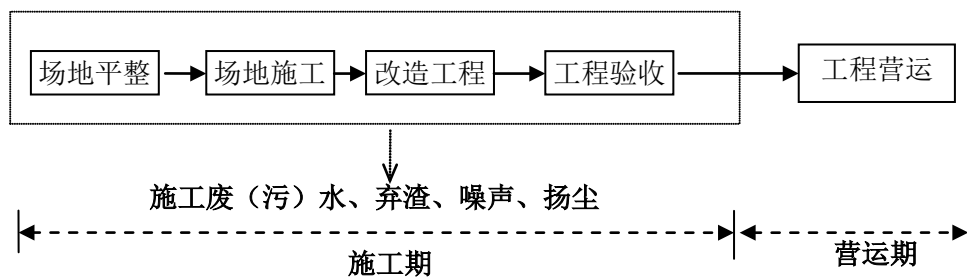 场地平整 场地施工 改造工程 工程验收 工程营运
施工废（污）水、弃渣、噪声、扬尘
施工期 营运期